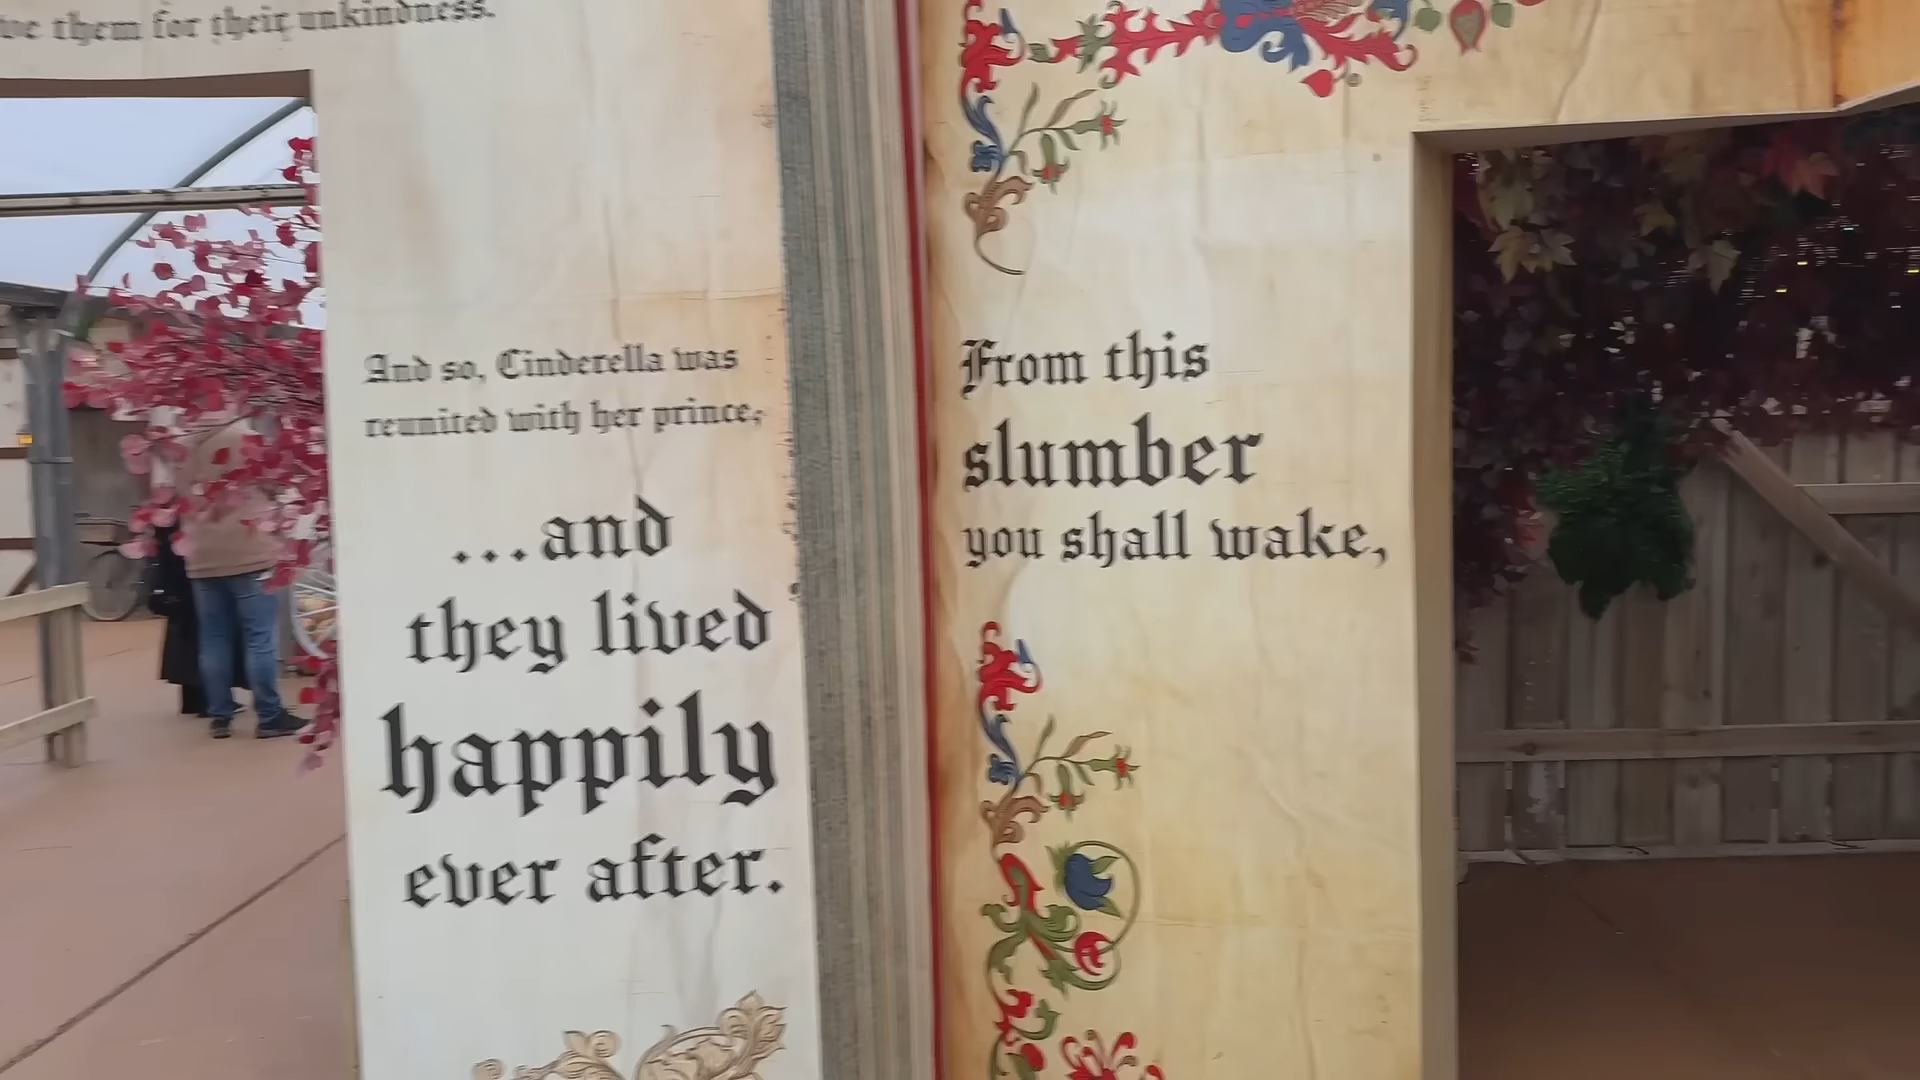 ve them for their unkindness.
And so, Cinderella was
reunited with her prince,
...and
they lived
happily
ever after.
From this
slumber
you shall wake,